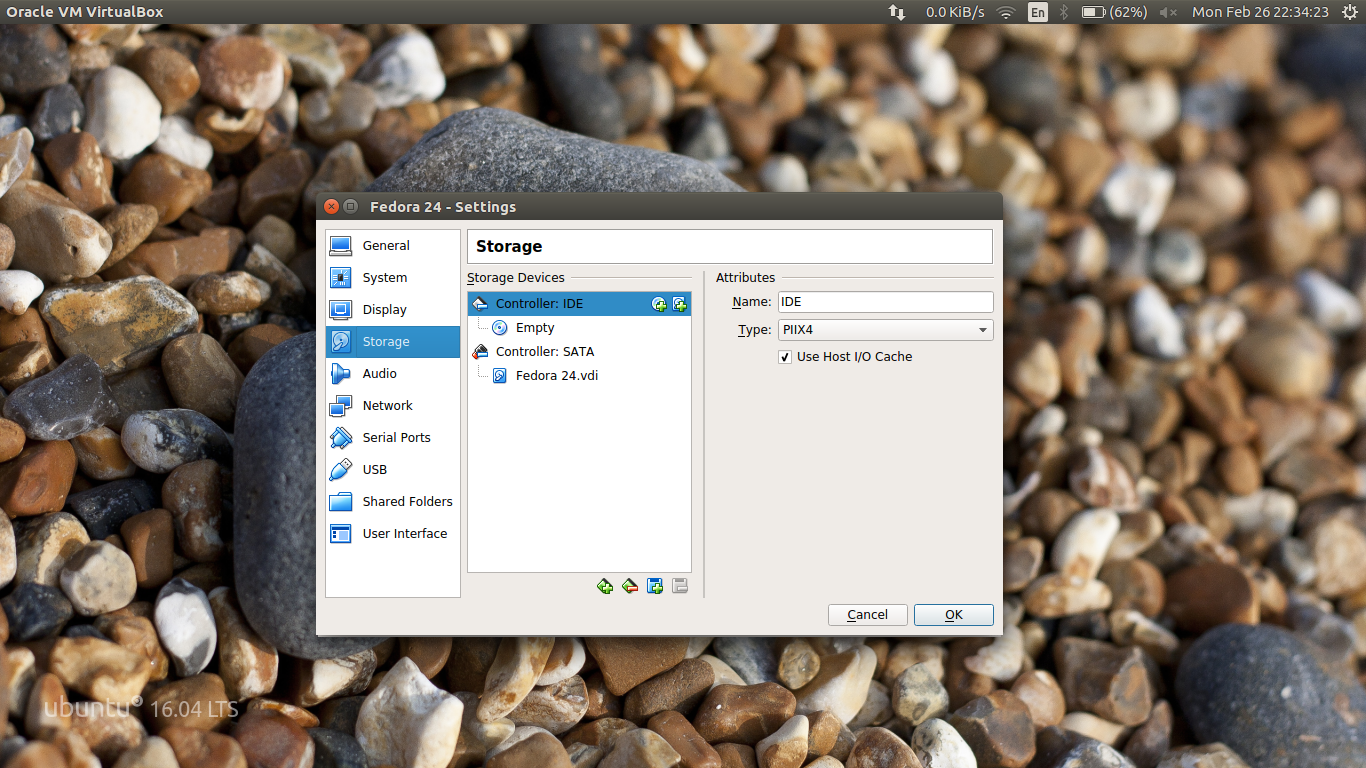 Oracle VM VirtualBox
0.0 KiB/s En (62%) Mon Feb 26 22:34:23
Fedora 24 - Settings
General
System
Display
Storage
Audio
Network
Serial Ports
USB
Shared Folders
User Interface
Storage
Storage Devices
Controller: IDE
Empty
Controller: SATA
Fedora 24.vdi
Attributes
Name: IDE
Type: PIIX4
Use Host I/O Cache
Cancel OK
ubuntu® 16.04 LTS